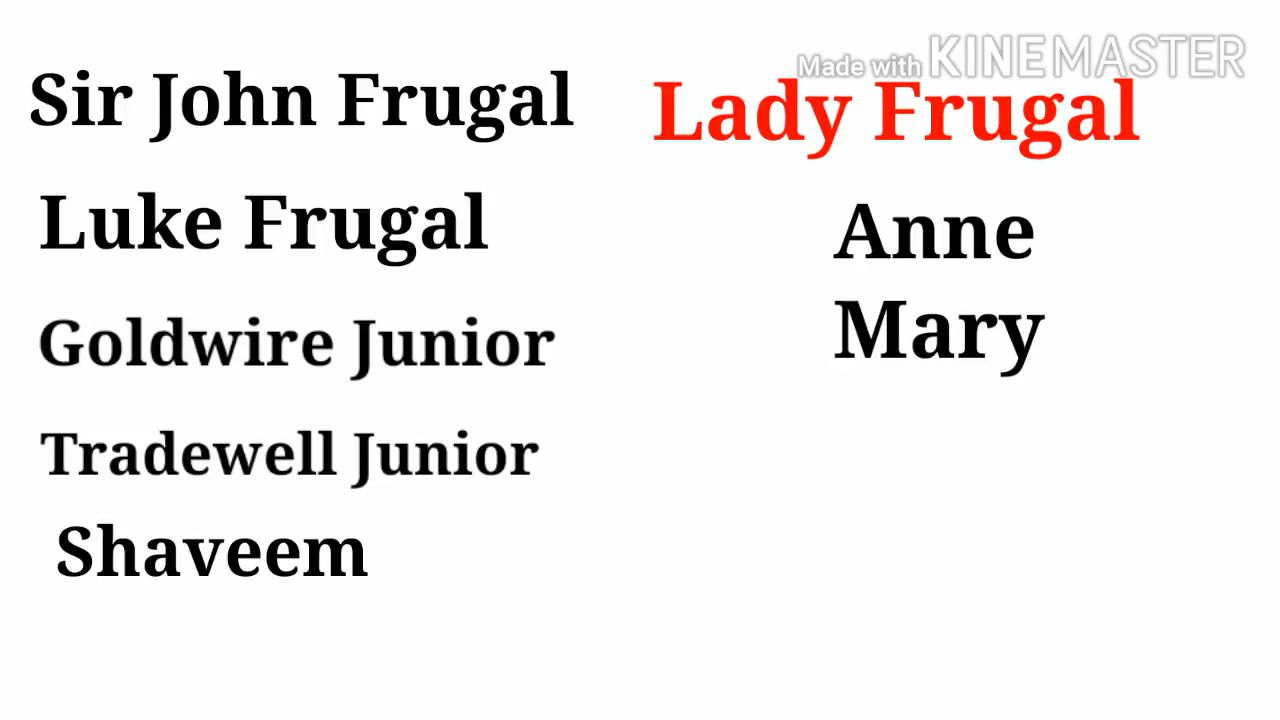 Made with KINEMASTER
Sir John Frugal
Lady Frugal
Luke Frugal
Anne
Goldwire Junior
Mary
Tradewell Junior
Shaveem